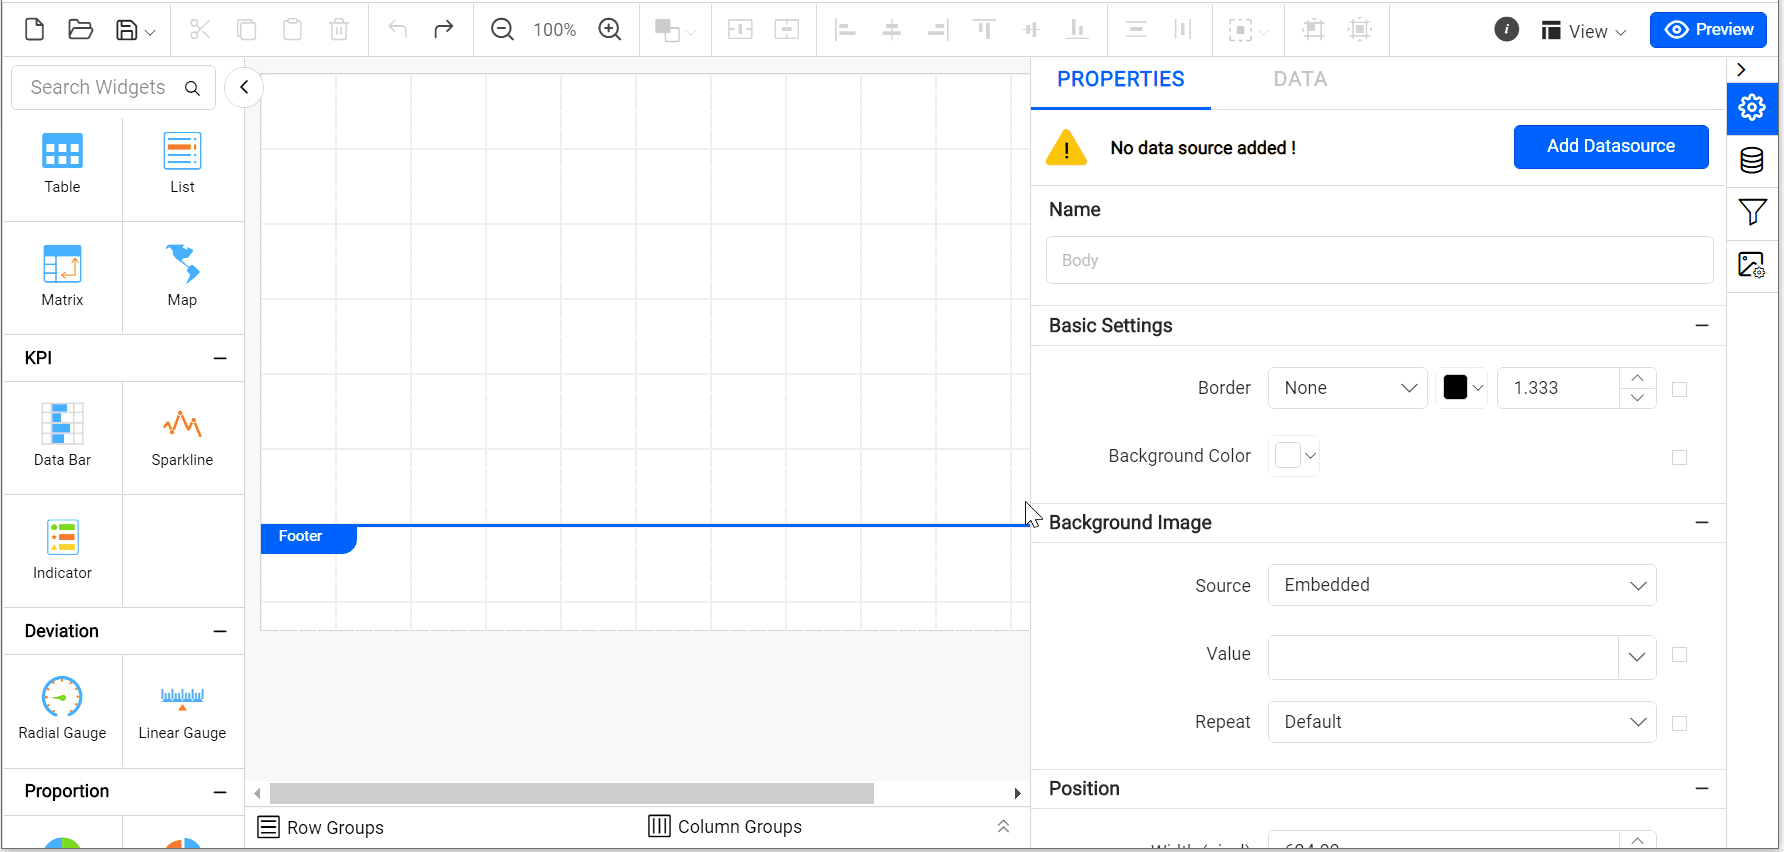 100%
View
Preview
Search Widgets
Table
List
Matrix
Map
KPI
Data Bar
Sparkline
Indicator
Deviation
Radial Gauge
Linear Gauge
Proportion
Footer
Row Groups
Column Groups
PROPERTIES
DATA
No data source added !
Add Datasource
Name
Body
Basic Settings
Border
None
1.333
Background Color
Background Image
Source
Embedded
Value
Repeat
Default
Position